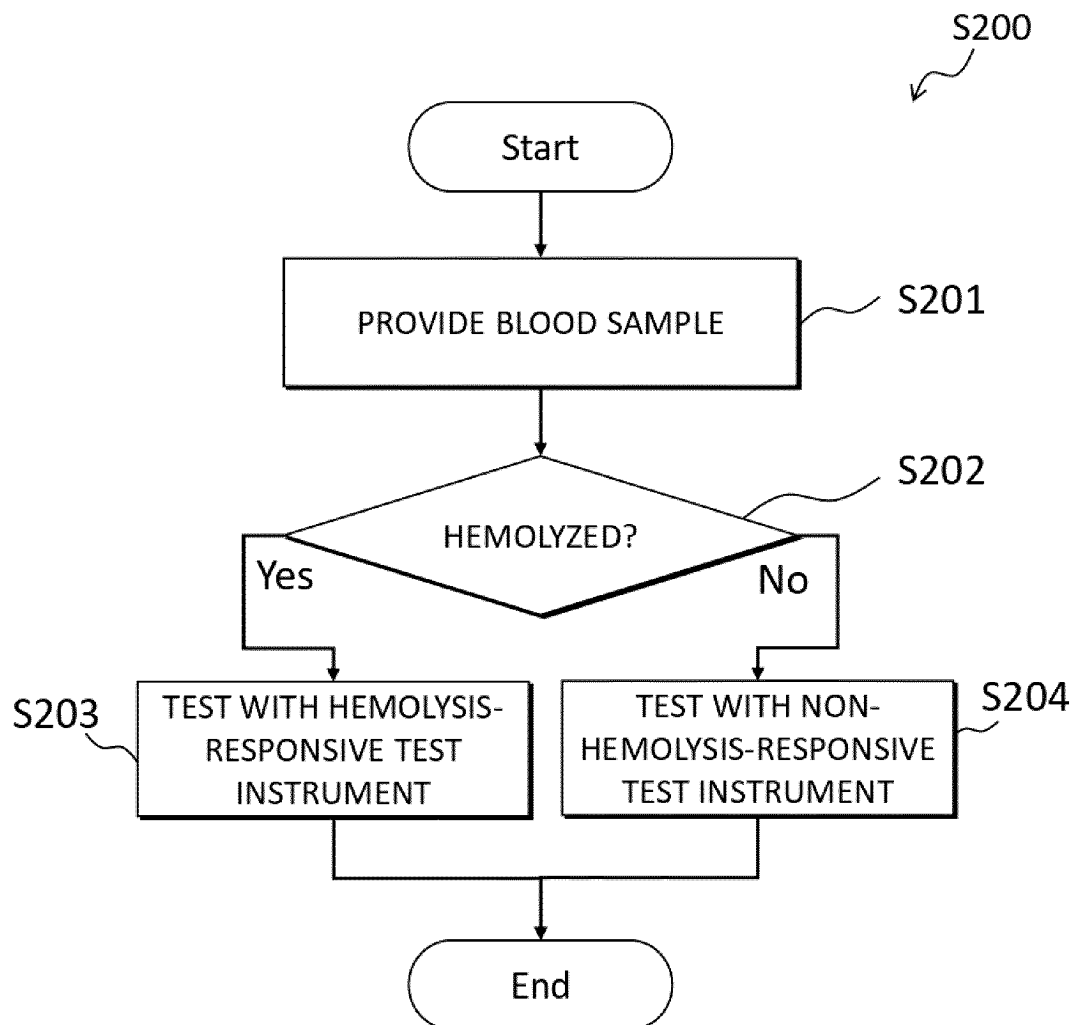 S200
Start
PROVIDE BLOOD SAMPLE
S201
HEMOLYZED?
S202
Yes
No
S203
TEST WITH HEMOLYSIS-
RESPONSIVE TEST
INSTRUMENT
TEST WITH NON-
HEMOLYSIS-RESPONSIVE
TEST INSTRUMENT
S204
End